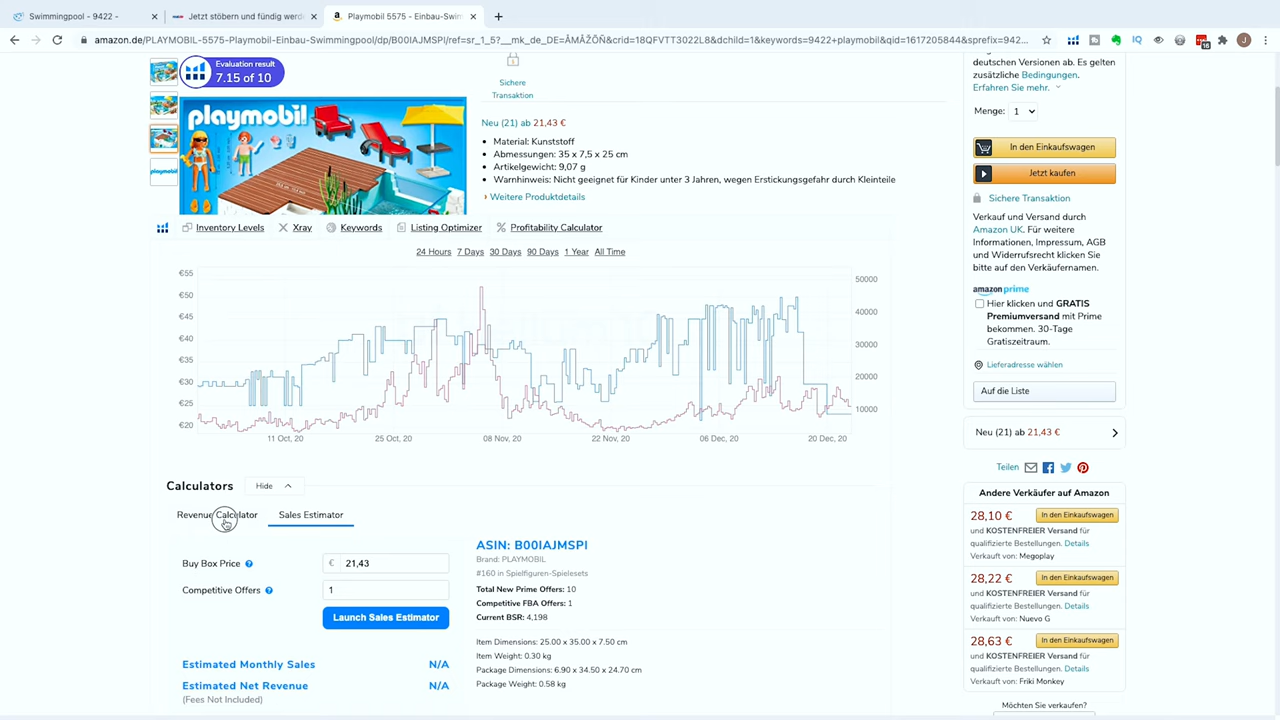 Swimmingpool - 9422 -
Jetzt stöbern und fündig werde
Playmobil 5575 - Einbau-Swim
amazon.de/PLAYMOBIL-5575-Playmobil-Einbau-Swimmingpool/dp/B00IAJMSPI/ref=sr_1_5?__mk_de_DE=ÅMÅŽÕÑ&crid=18QFVTT3022L8&dchild=1&keywords=9422+playmobil&qid=1617205844&sprefix=942...
IQ
16
J
Evaluation result
7.15 of 10
playmobil
playmobil
Sichere
Transaktion
Neu (21) ab 21,43 €
• Material: Kunststoff
• Abmessungen: 35 x 7,5 x 25 cm
• Artikelgewicht: 9,07 g
• Warnhinweis: Nicht geeignet für Kinder unter 3 Jahren, wegen Erstickungsgefahr durch Kleinteile
› Weitere Produktdetails
Inventory Levels
Xray
Keywords
Listing Optimizer
Profitability Calculator
24 Hours 7 Days 30 Days 90 Days 1 Year All Time
€55
€50
€45
€40
€35
€30
€25
€20
50000
40000
30000
20000
10000
11 Oct, 20
25 Oct, 20
08 Nov, 20
22 Nov, 20
06 Dec, 20
20 Dec, 20
Calculators
Hide
Revenue Calculator
Sales Estimator
Buy Box Price
€ 21,43
Competitive Offers
1
Launch Sales Estimator
Estimated Monthly Sales N/A
Estimated Net Revenue N/A
(Fees Not Included)
ASIN: B00IAJMSPI
Brand: PLAYMOBIL
#160 in Spielfiguren-Spielesets
Total New Prime Offers: 10
Competitive FBA Offers: 1
Current BSR: 4,198
Item Dimensions: 25.00 x 35.00 x 7.50 cm
Item Weight: 0.30 kg
Package Dimensions: 6.90 x 34.50 x 24.70 cm
Package Weight: 0.58 kg
Es gelten
deutschen Versionen ab. Es gelten
zusätzliche Bedingungen.
Erfahren Sie mehr.
Menge: 1
In den Einkaufswagen
Jetzt kaufen
Sichere Transaktion
Verkauf und Versand durch
Amazon UK. Für weitere
Informationen, Impressum, AGB
und Widerrufsrecht klicken Sie
bitte auf den Verkäufernamen.
amazon prime
Hier klicken und GRATIS
Premiumversand mit Prime
bekommen. 30-Tage
Gratiszeitraum.
Lieferadresse wählen
Auf die Liste
Neu (21) ab 21,43 €
Teilen
Andere Verkäufer auf Amazon
28,10 €
In den Einkaufswagen
und KOSTENFREIER Versand für
qualifizierte Bestellungen. Details
Verkauft von: Megoplay
28,22 €
In den Einkaufswagen
und KOSTENFREIER Versand für
qualifizierte Bestellungen. Details
Verkauft von: Nuevo G
28,63 €
In den Einkaufswagen
und KOSTENFREIER Versand für
qualifizierte Bestellungen. Details
Verkauft von: Friki Monkey
Möchten Sie verkaufen?